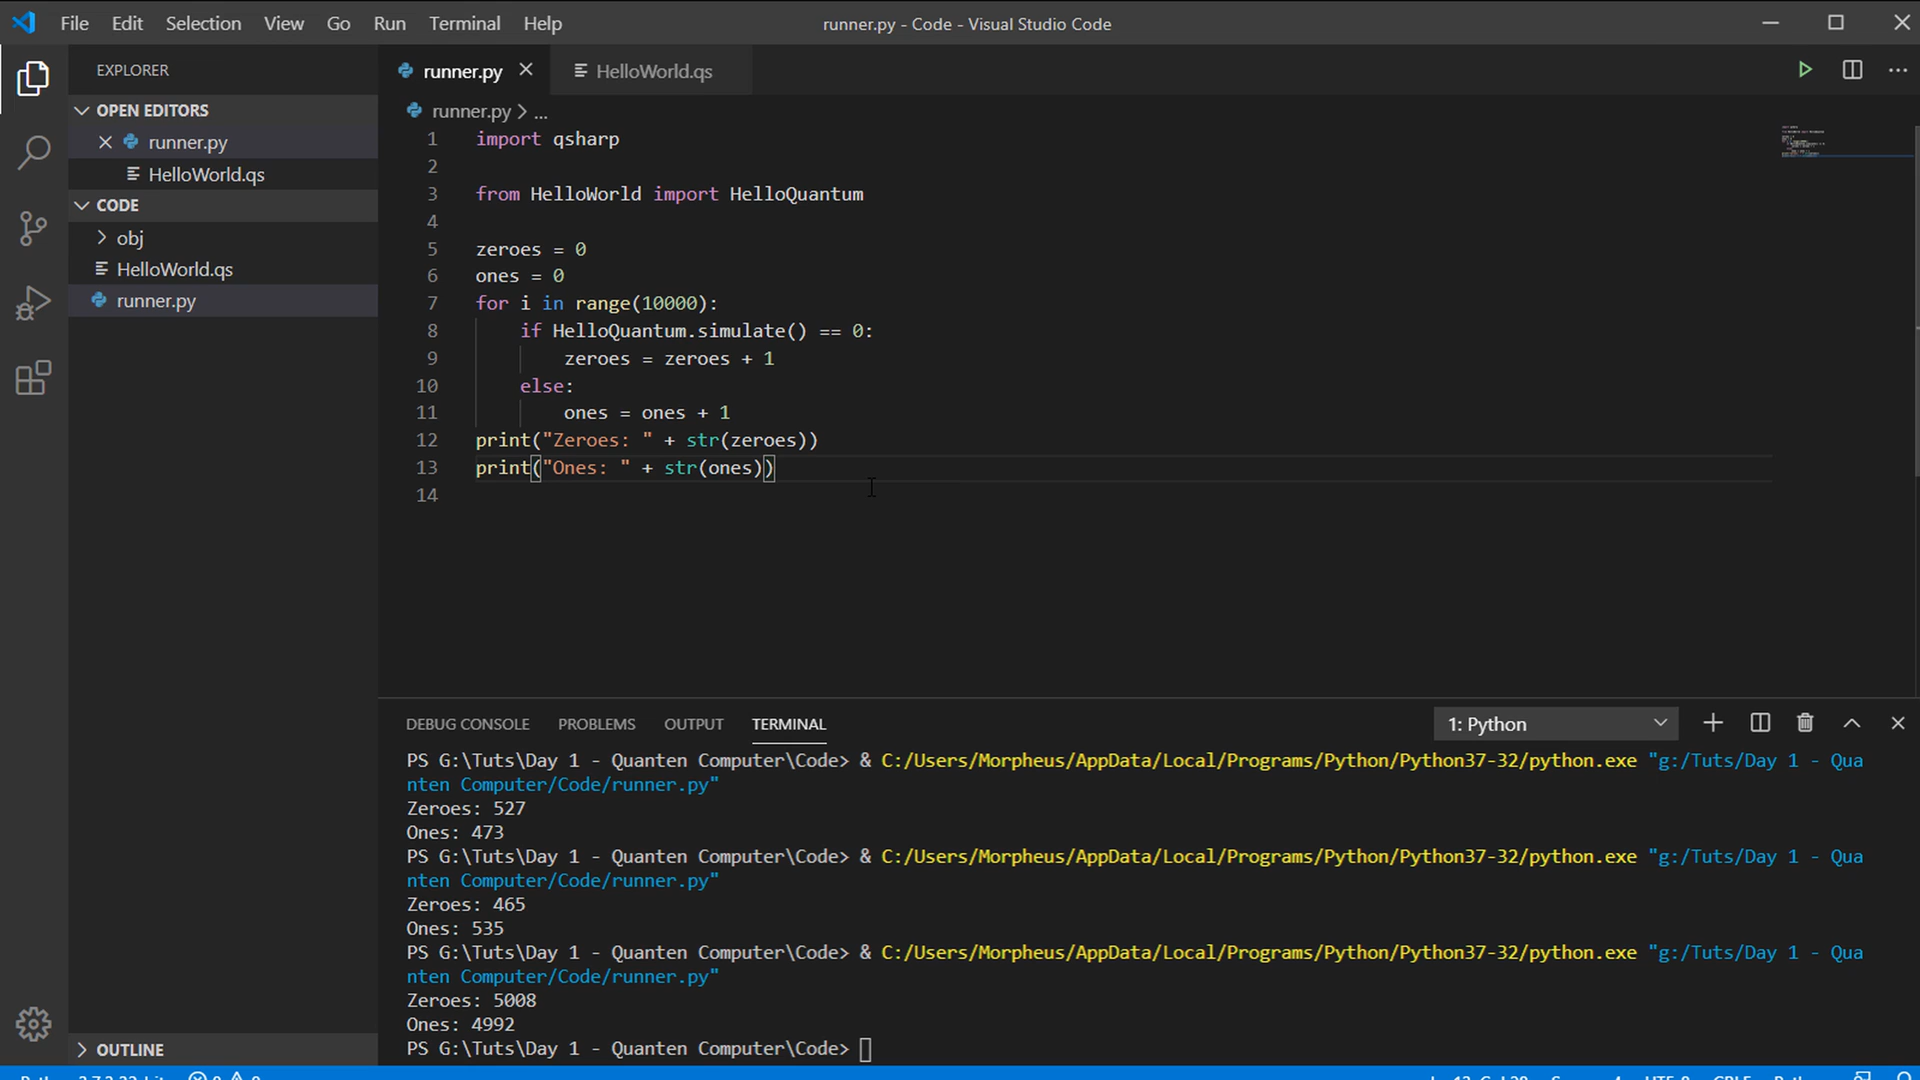 File Edit Selection View Go Run Terminal Help
runner.py - Code - Visual Studio Code
EXPLORER
OPEN EDITORS
runner.py
HelloWorld.qs
CODE
obj
HelloWorld.qs
runner.py
OUTLINE
runner.py HelloWorld.qs
runner.py > ...
1 import qsharp
2
3 from HelloWorld import HelloQuantum
4
5 zeroes = 0
6 ones = 0
7 for i in range(10000):
8 if HelloQuantum.simulate() == 0:
9 zeroes = zeroes + 1
10 else:
11 ones = ones + 1
12 print("Zeroes: " + str(zeroes))
13 print("Ones: " + str(ones))
14
DEBUG CONSOLE PROBLEMS OUTPUT TERMINAL
1: Python
PS G:\Tuts\Day 1 - Quanten Computer\Code> & C:/Users/Morpheus/AppData/Local/Programs/Python/Python37-32/python.exe "g:/Tuts/Day 1 - Qua
nten Computer/Code/runner.py"
Zeroes: 527
Ones: 473
PS G:\Tuts\Day 1 - Quanten Computer\Code> & C:/Users/Morpheus/AppData/Local/Programs/Python/Python37-32/python.exe "g:/Tuts/Day 1 - Qua
nten Computer/Code/runner.py"
Zeroes: 465
Ones: 535
PS G:\Tuts\Day 1 - Quanten Computer\Code> & C:/Users/Morpheus/AppData/Local/Programs/Python/Python37-32/python.exe "g:/Tuts/Day 1 - Qua
nten Computer/Code/runner.py"
Zeroes: 5008
Ones: 4992
PS G:\Tuts\Day 1 - Quanten Computer\Code>